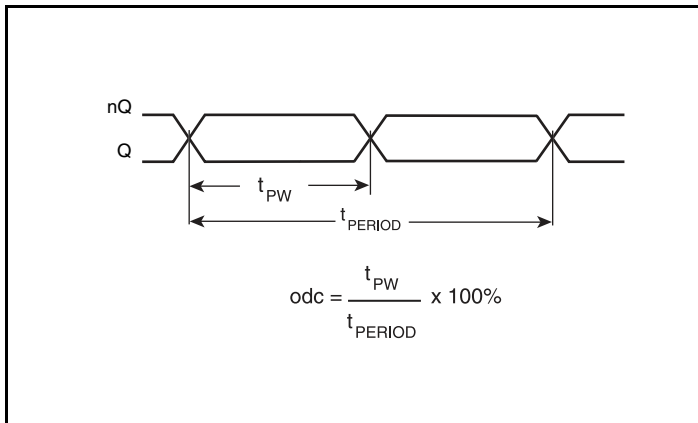 nQ
Q
tPW
tPERIOD
odc = tPW / tPERIOD x 100%